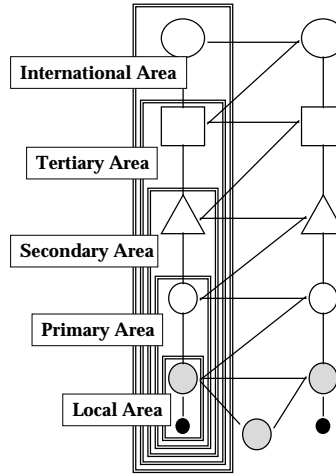 International Area
Tertiary Area
Secondary Area
Primary Area
Local Area